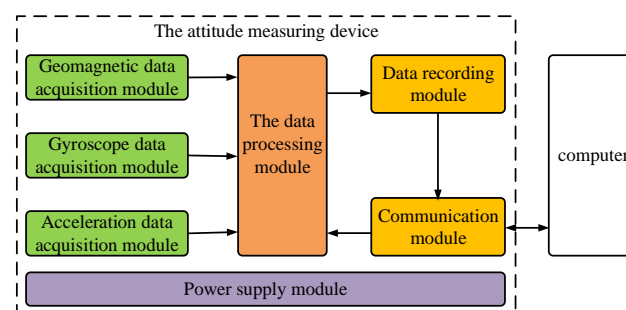 The attitude measuring device
Geomagnetic data
acquisition module
Gyroscope data
acquisition module
Acceleration data
acquisition module
The data
processing
module
Data recording
module
Communication
module
computer
Power supply module